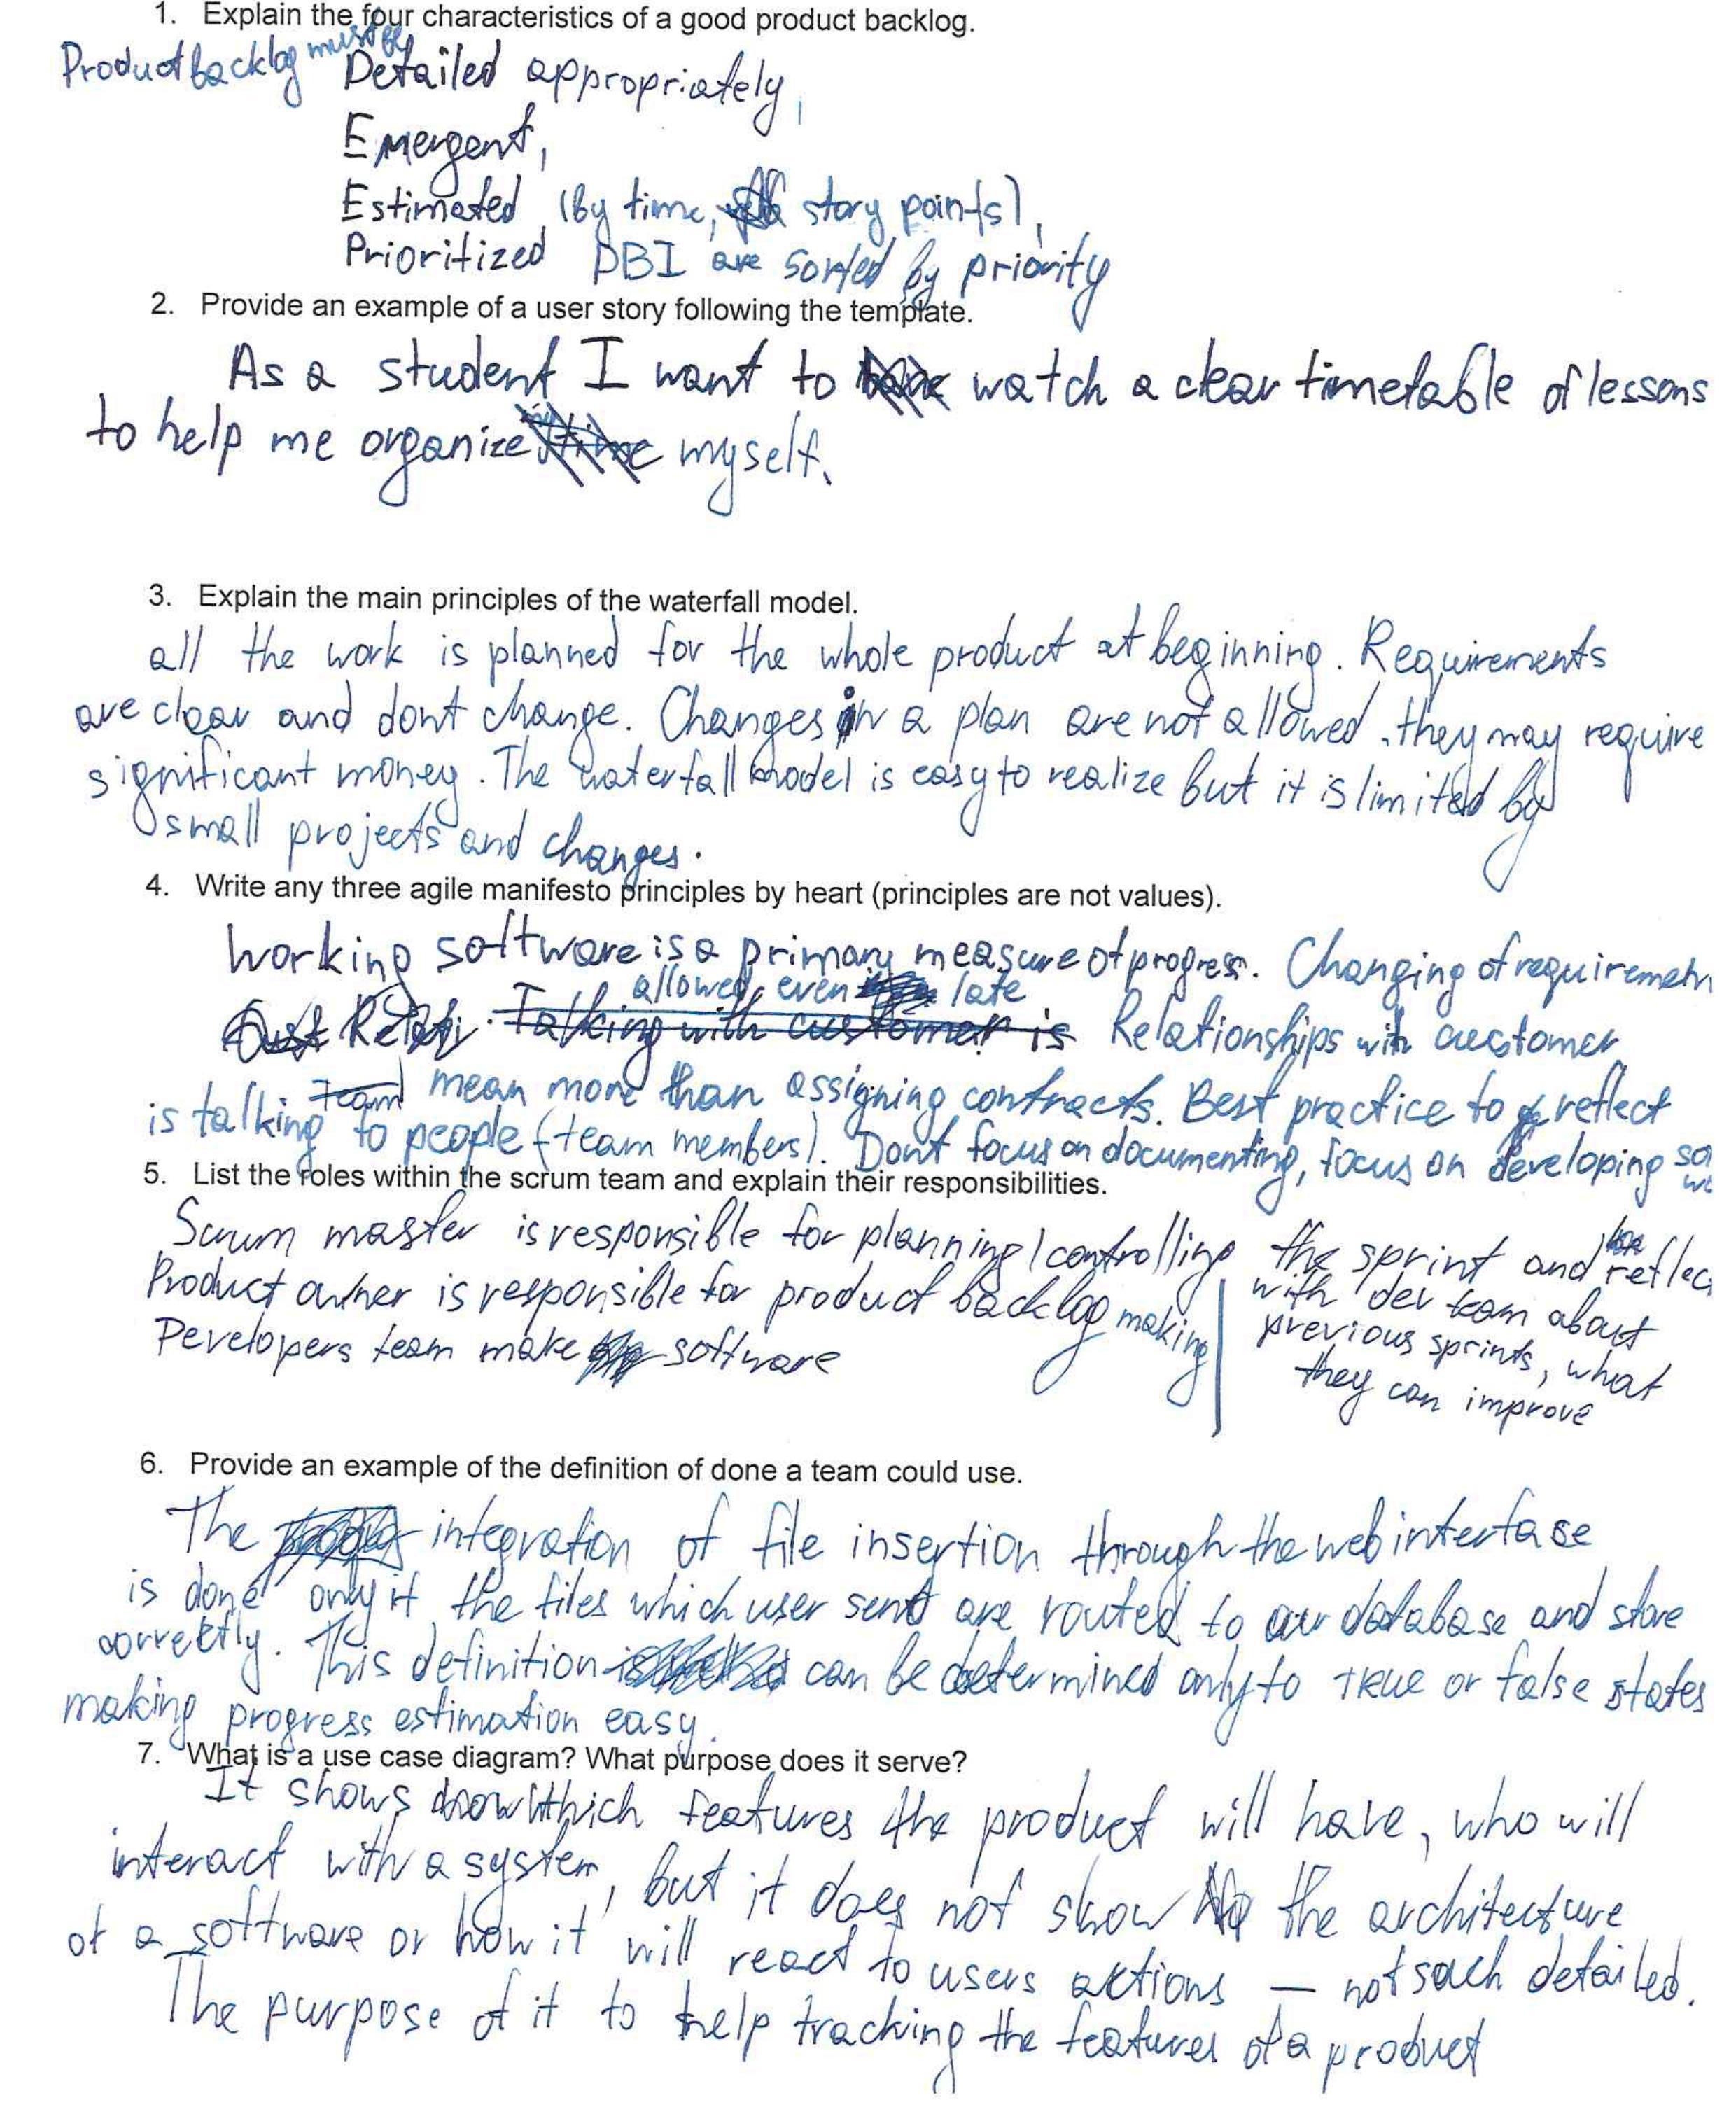 1. Explain the four characteristics of a good product backlog.
Product backlog must be Detailed appropriately,
Emergent,
Estimated (by time, story points),
Prioritized PBI are sorted by priority
2. Provide an example of a user story following the template.
As a student I want to watch a clear timetable of lessons
to help me organize myself.
3. Explain the main principles of the waterfall model.
all the work is planned for the whole product at beginning. Requirements
are clear and dont change. Changes in a plan are not allowed, they may require
significant money. The waterfall model is easy to realize but it is limited by
small projects and changes.
4. Write any three agile manifesto principles by heart (principles are not values).
Working software is a primary measure of progress. Changing of requirements
allowed, even late
Relationships with customer
mean more than assigning contracts. Best practice to reflect
is talking to people (team members). Dont focus on documenting, focus on developing
5. List the roles within the scrum team and explain their responsibilities.
Scrum master is responsible for planning/controlling the sprint and reflec
with dev team about
previous sprints, what
they can improve
Product owner is responsible for product backlog making
Developers team make software
6. Provide an example of the definition of done a team could use.
The integration of file insertion through the web interfase
is done only if the files which user send are routed to our database and store
correctly. This definition can be determined only to TRUE or false states
making progress estimation easy.
7. What is a use case diagram? What purpose does it serve?
It shows which features the product will have, who will
interact with a system, but it does not show the architecture
of a software or how it will react to users aktions — not such detailed.
The purpose of it to help tracking the features of a product